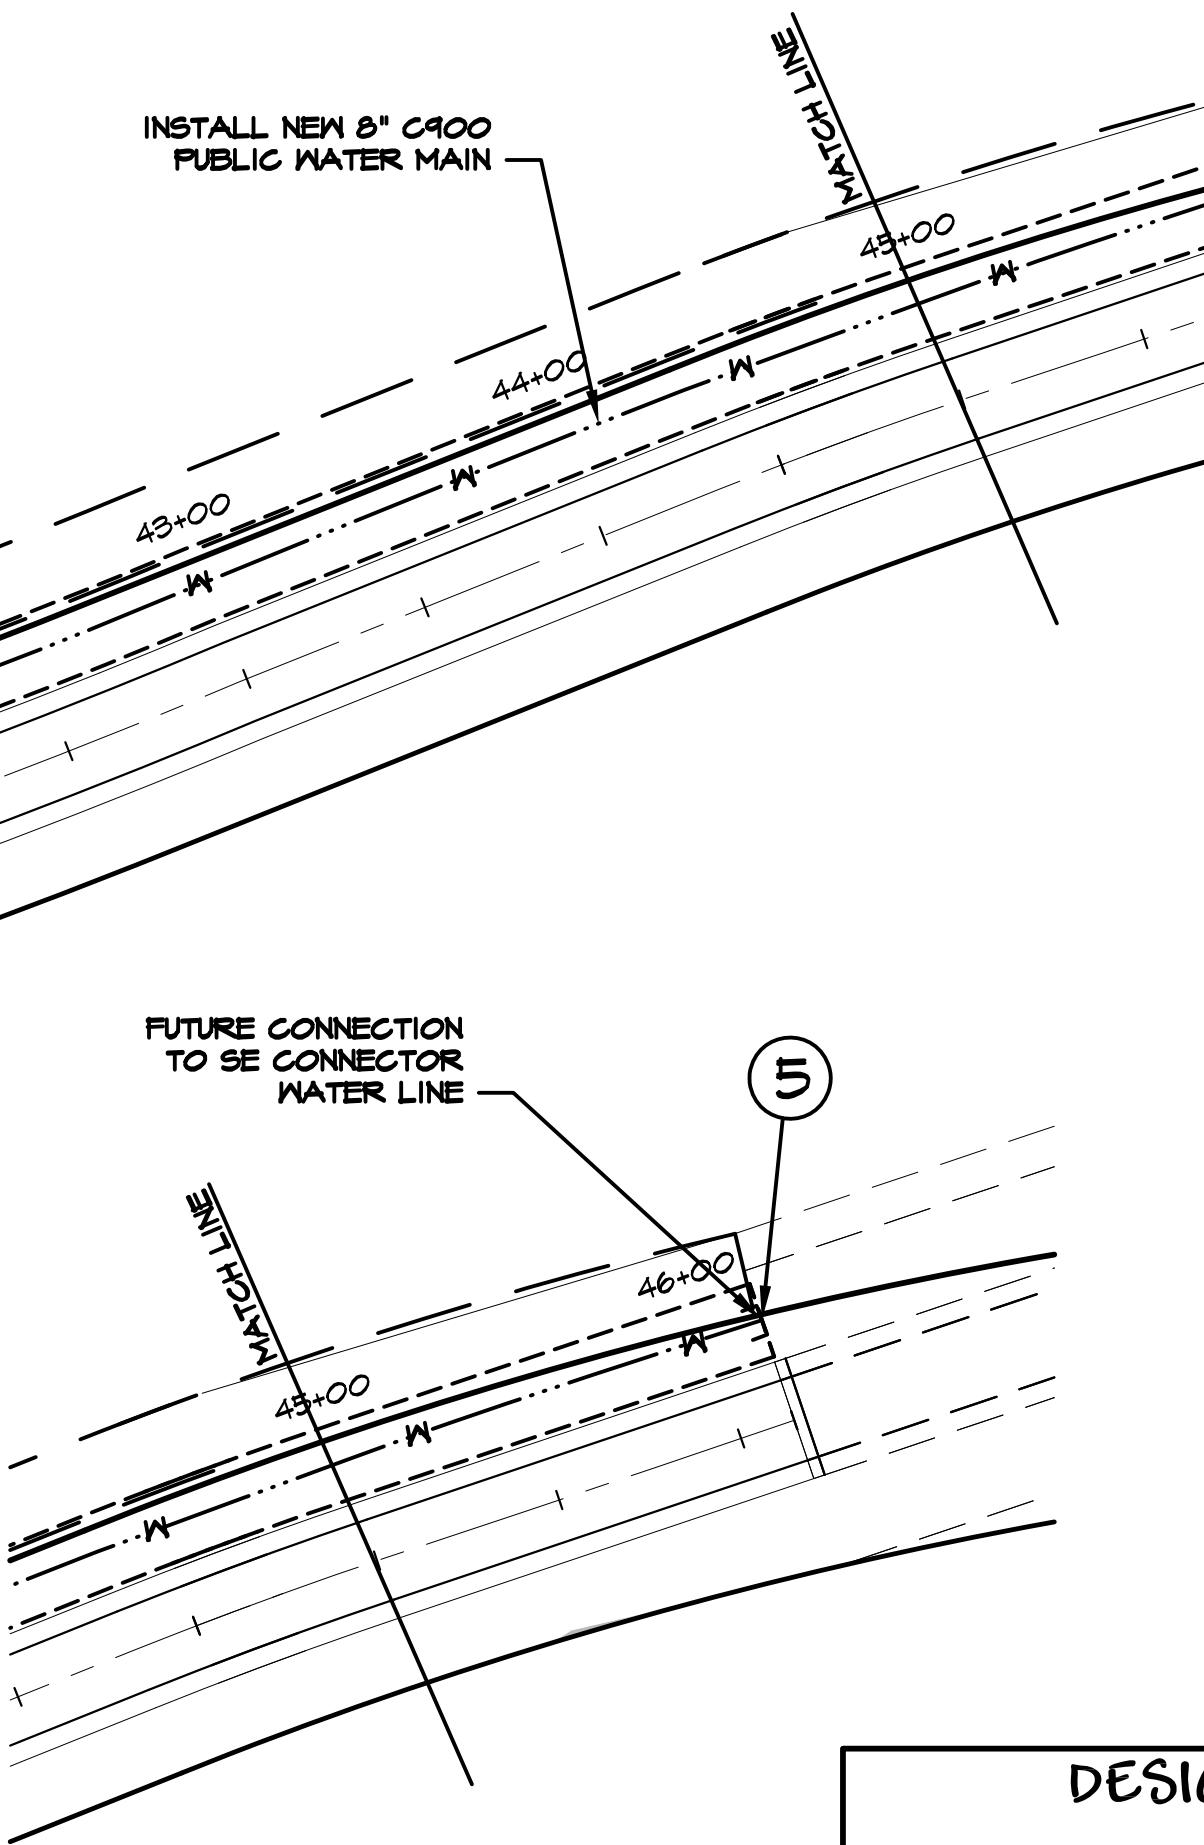 MATCH LINE
INSTALL NEW 8" C900
PUBLIC WATER MAIN
45+00
W
44+00
W
W
43+00
W
FUTURE CONNECTION
TO SE CONNECTOR
WATER LINE
5
MATCH LINE
46+00
W
45+00
W
W